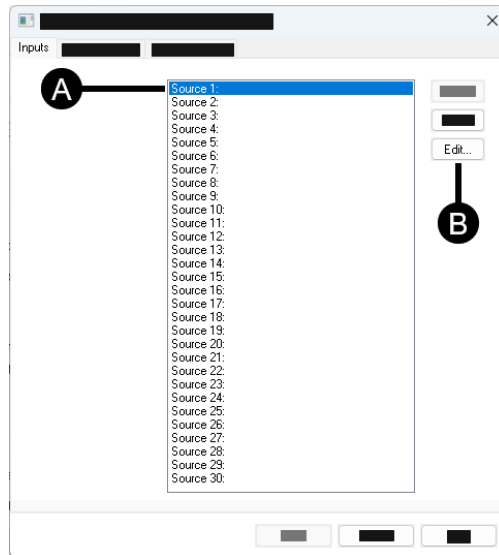 Inputs
A
Source 1:
Source 2:
Source 3:
Source 4:
Source 5:
Edit...
Source 6:
Source 7:
Source 8:
Source 9:
Source 10:
Source 11:
B
Source 12:
Source 13:
Source 14:
Source 15:
Source 16:
Source 17:
Source 18:
Source 19:
Source 20:
Source 21:
Source 22:
Source 23:
Source 24:
Source 25:
Source 26:
Source 27:
Source 28:
Source 29:
Source 30: